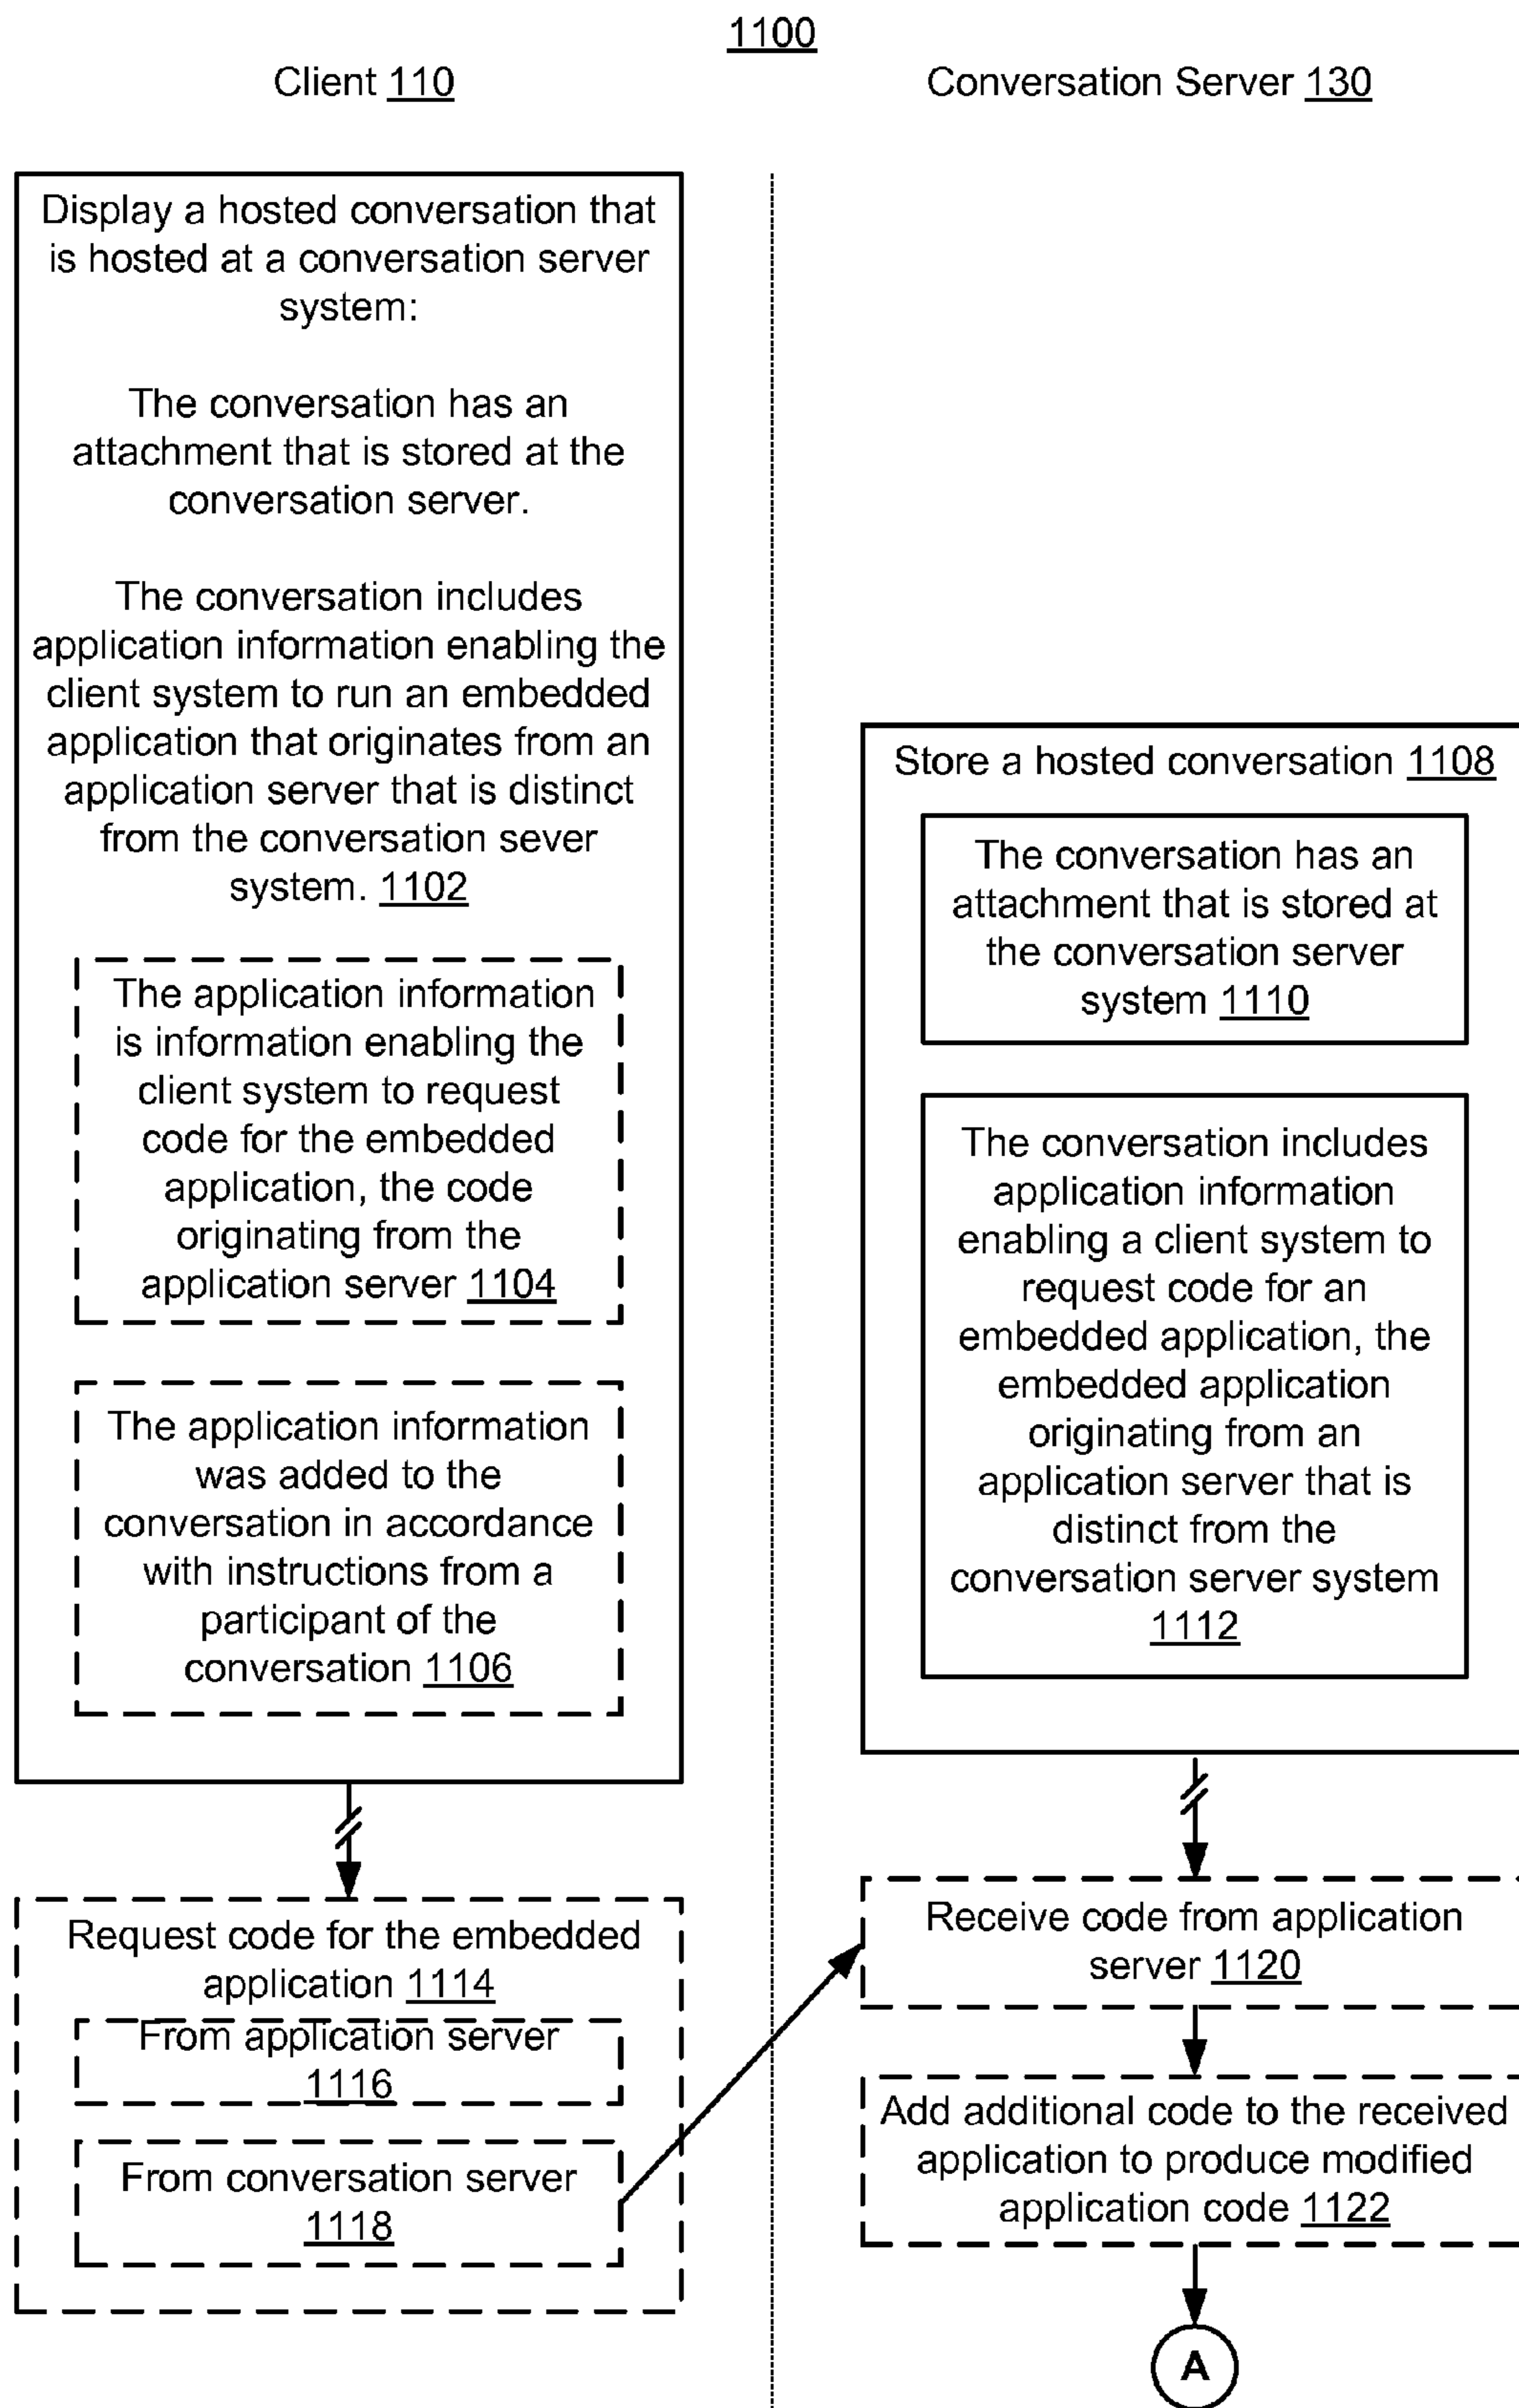 1100
Client 110
Conversation Server 130
Display a hosted conversation that
is hosted at a conversation server
system:
The conversation has an
attachment that is stored at the
conversation server.
The conversation includes
application information enabling the
client system to run an embedded
application that originates from an
application server that is distinct
from the conversation sever
system. 1102
The application information
is information enabling the
client system to request
code for the embedded
application, the code
originating from the
application server 1104
The application information
was added to the
conversation in accordance
with instructions from a
participant of the
conversation 1106
Request code for the embedded
application 1114
From application server
1116
From conversation server
1118
Store a hosted conversation 1108
The conversation has an
attachment that is stored at
the conversation server
system 1110
The conversation includes
application information
enabling a client system to
request code for an
embedded application, the
embedded application
originating from an
application server that is
distinct from the
conversation server system
1112
Receive code from application
server 1120
Add additional code to the received
application to produce modified
application code 1122
A